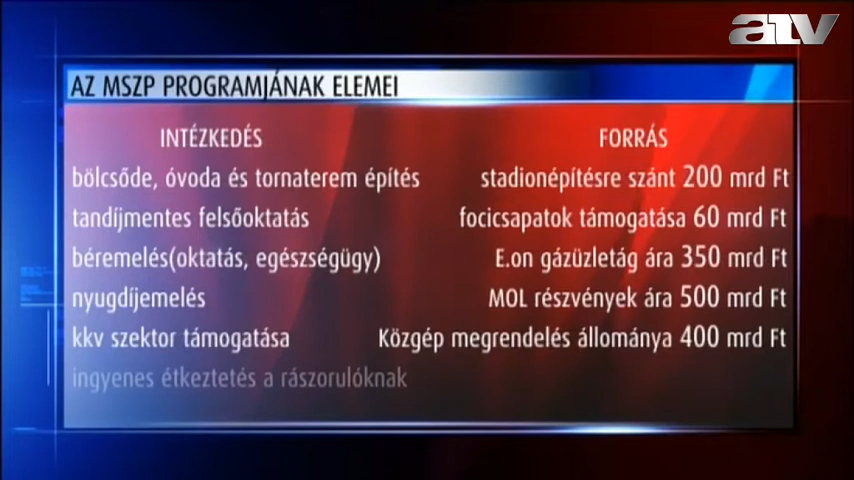 atv
AZ MSZP PROGRAMJÁNAK ELEMEI
INTÉZKEDÉS FORRÁS
bölcsőde, óvoda és tornaterem építés stadionépítésre szánt 200 mrd Ft
tandíjmentes felsőoktatás focicsapatok támogatása 60 mrd Ft
béremelés(oktatás, egészségügy) E.on gázüzletág ára 350 mrd Ft
nyugdíjemelés MOL részvények ára 500 mrd Ft
kkv szektor támogatása Közgép megrendelés állománya 400 mrd Ft
ingyenes étkeztetés a rászorulóknak